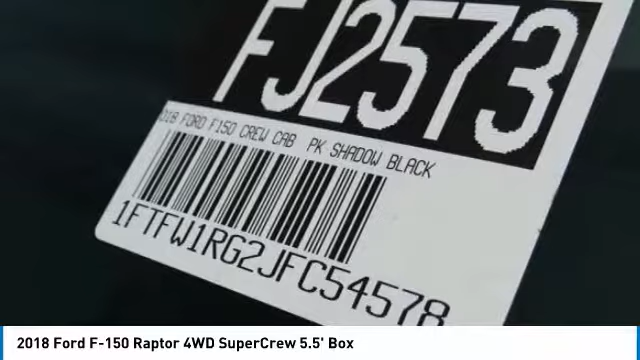 FJ2573
2018 FORD F150 CREW CAB PK SHADOW BLACK
1FTFW1RG2JFC54578
2018 Ford F-150 Raptor 4WD SuperCrew 5.5' Box